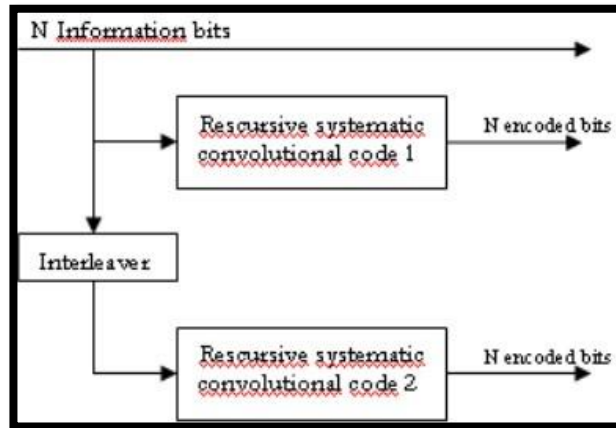 N Information bits
Rescursive systematic
convolutional code 1
N encoded bits
Interleaver
Rescursive systematic
convolutional code 2
N encoded bits